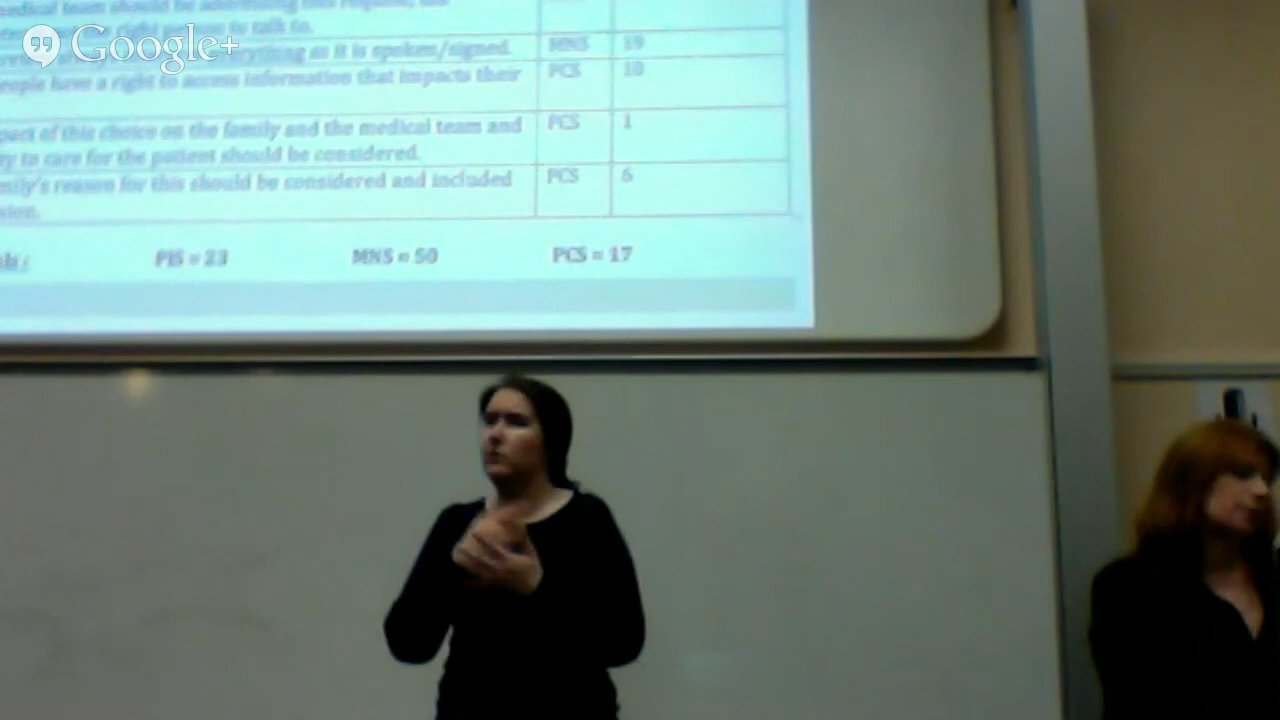 medical team should be addressing this request, not
right person to talk to.
Google+
everything as it is spoken/signed. MNS 19
people have a right to access information that impacts their PCS 10
impact of this choice on the family and the medical team and PCS 1
to care for the patient should be considered.
family's reason for this should be considered and included PCS 6
PIS = 23 MNS = 50 PCS = 17